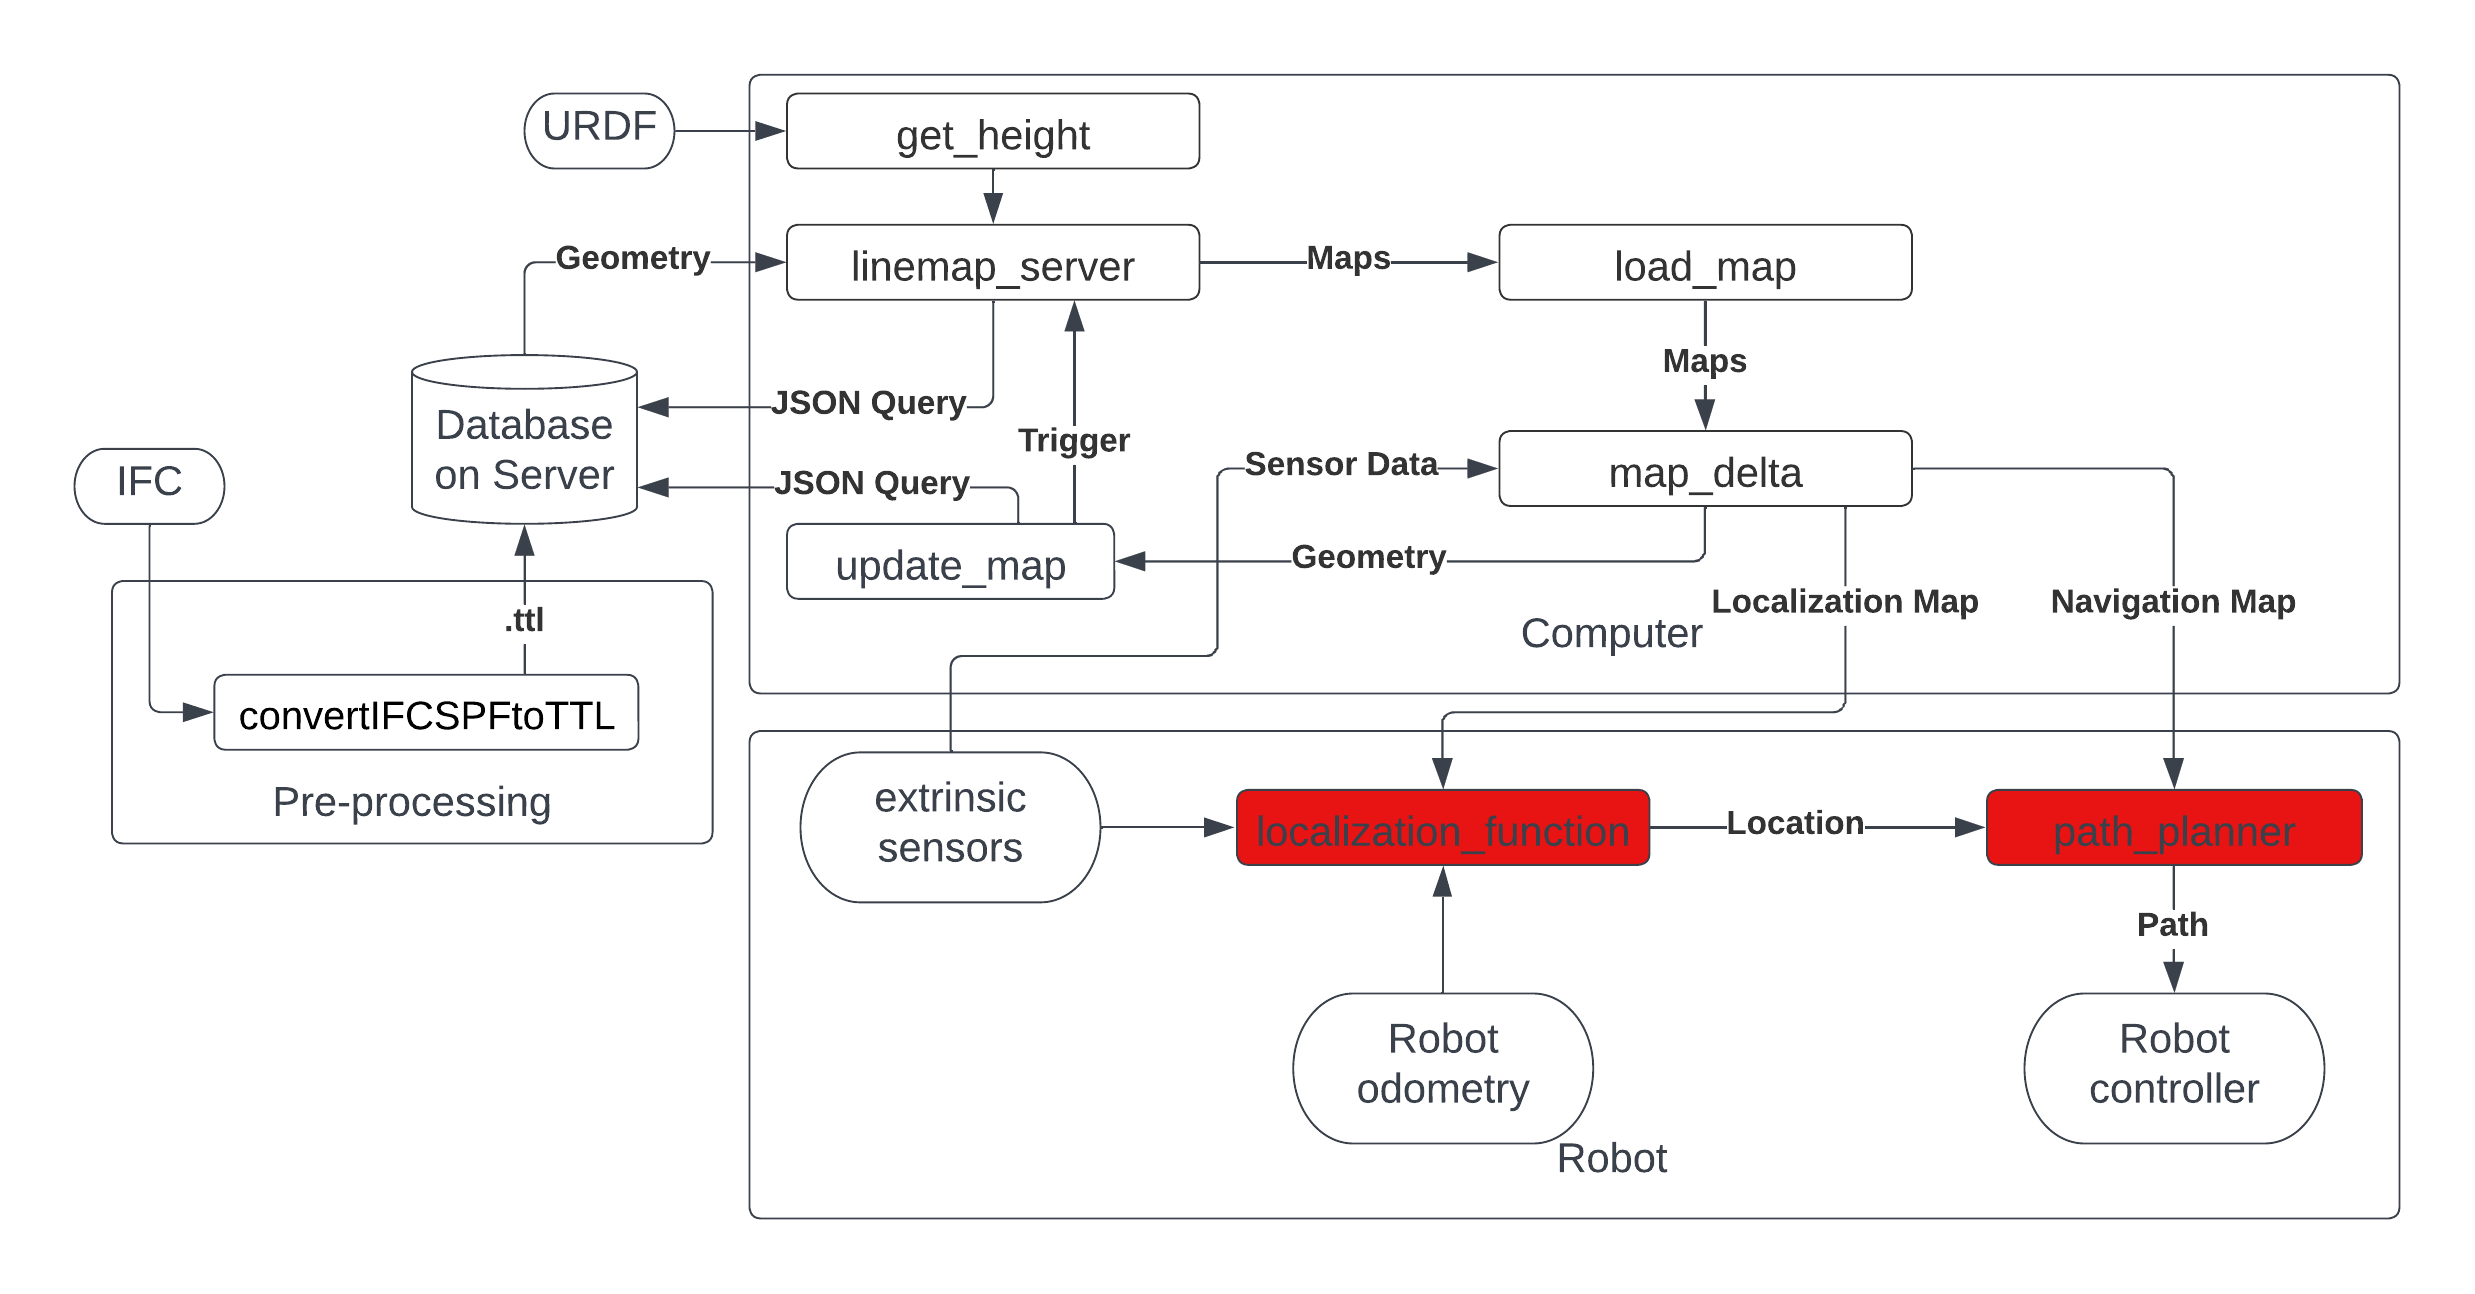 URDF
get_height
Geometry
linemap_server
Maps
load_map
Maps
Database
on Server
JSON Query
Trigger
JSON Query
Sensor Data
map_delta
IFC
update_map
Geometry
Localization Map
Navigation Map
Computer
.ttl
convertIFCSPFtoTTL
Pre-processing
extrinsic
sensors
localization_function
Location
path_planner
Path
Robot
odometry
Robot
controller
Robot